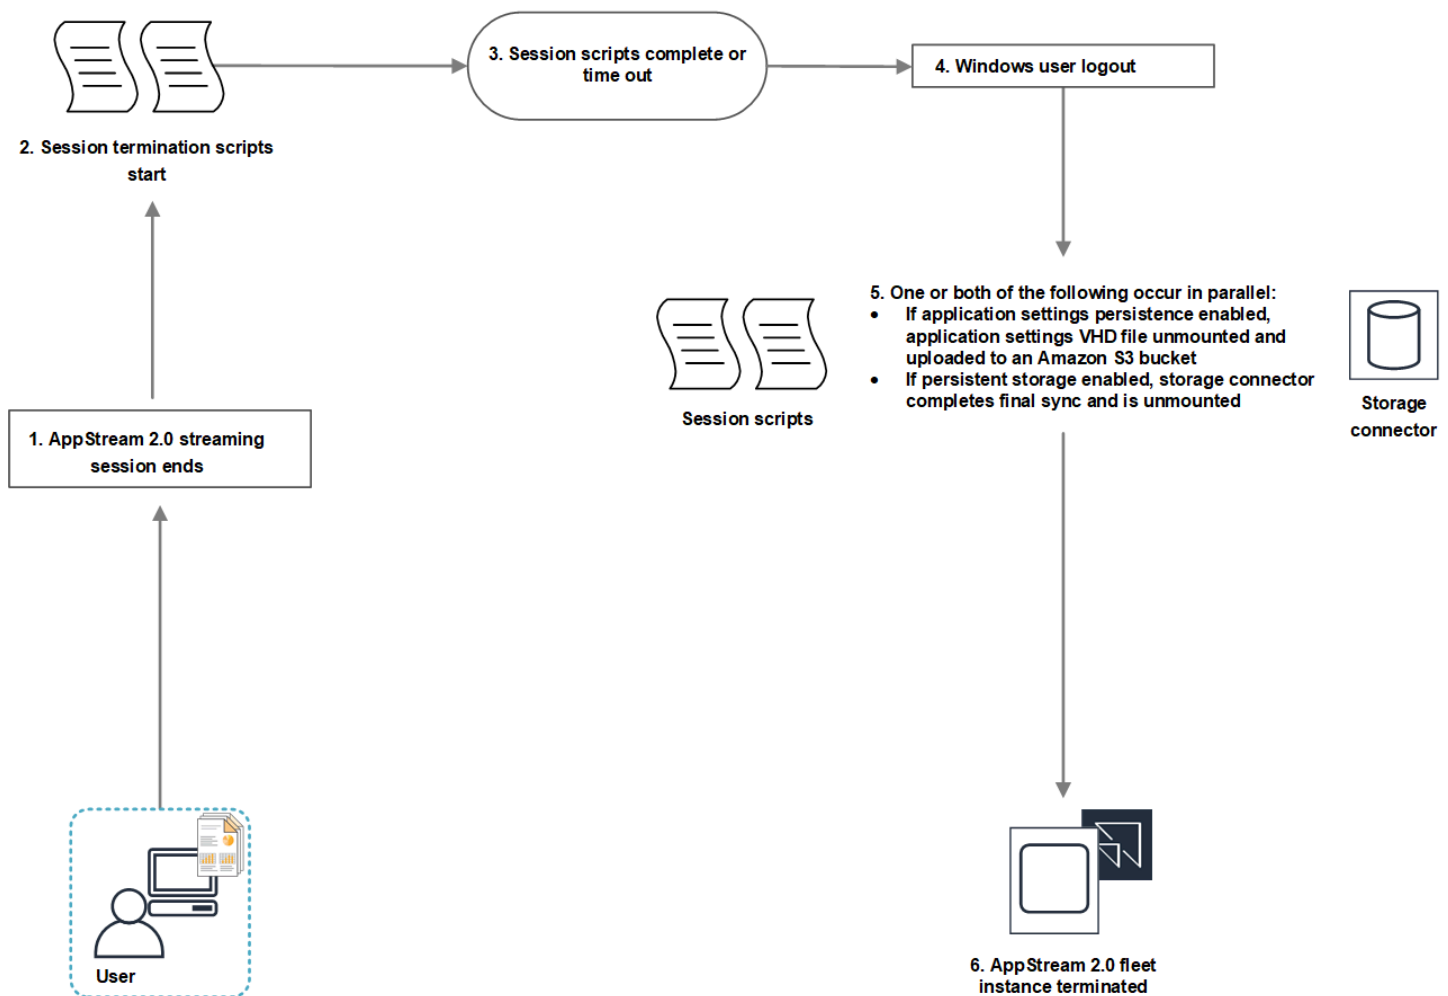 2. Session termination scripts
start
3. Session scripts complete or
time out
4. Windows user logout
5. One or both of the following occur in parallel:
• If application settings persistence enabled,
application settings VHD file unmounted and
uploaded to an Amazon S3 bucket
• If persistent storage enabled, storage connector
completes final sync and is unmounted
Session scripts
Storage
connector
1. AppStream 2.0 streaming
session ends
User
6. AppStream 2.0 fleet
instance terminated